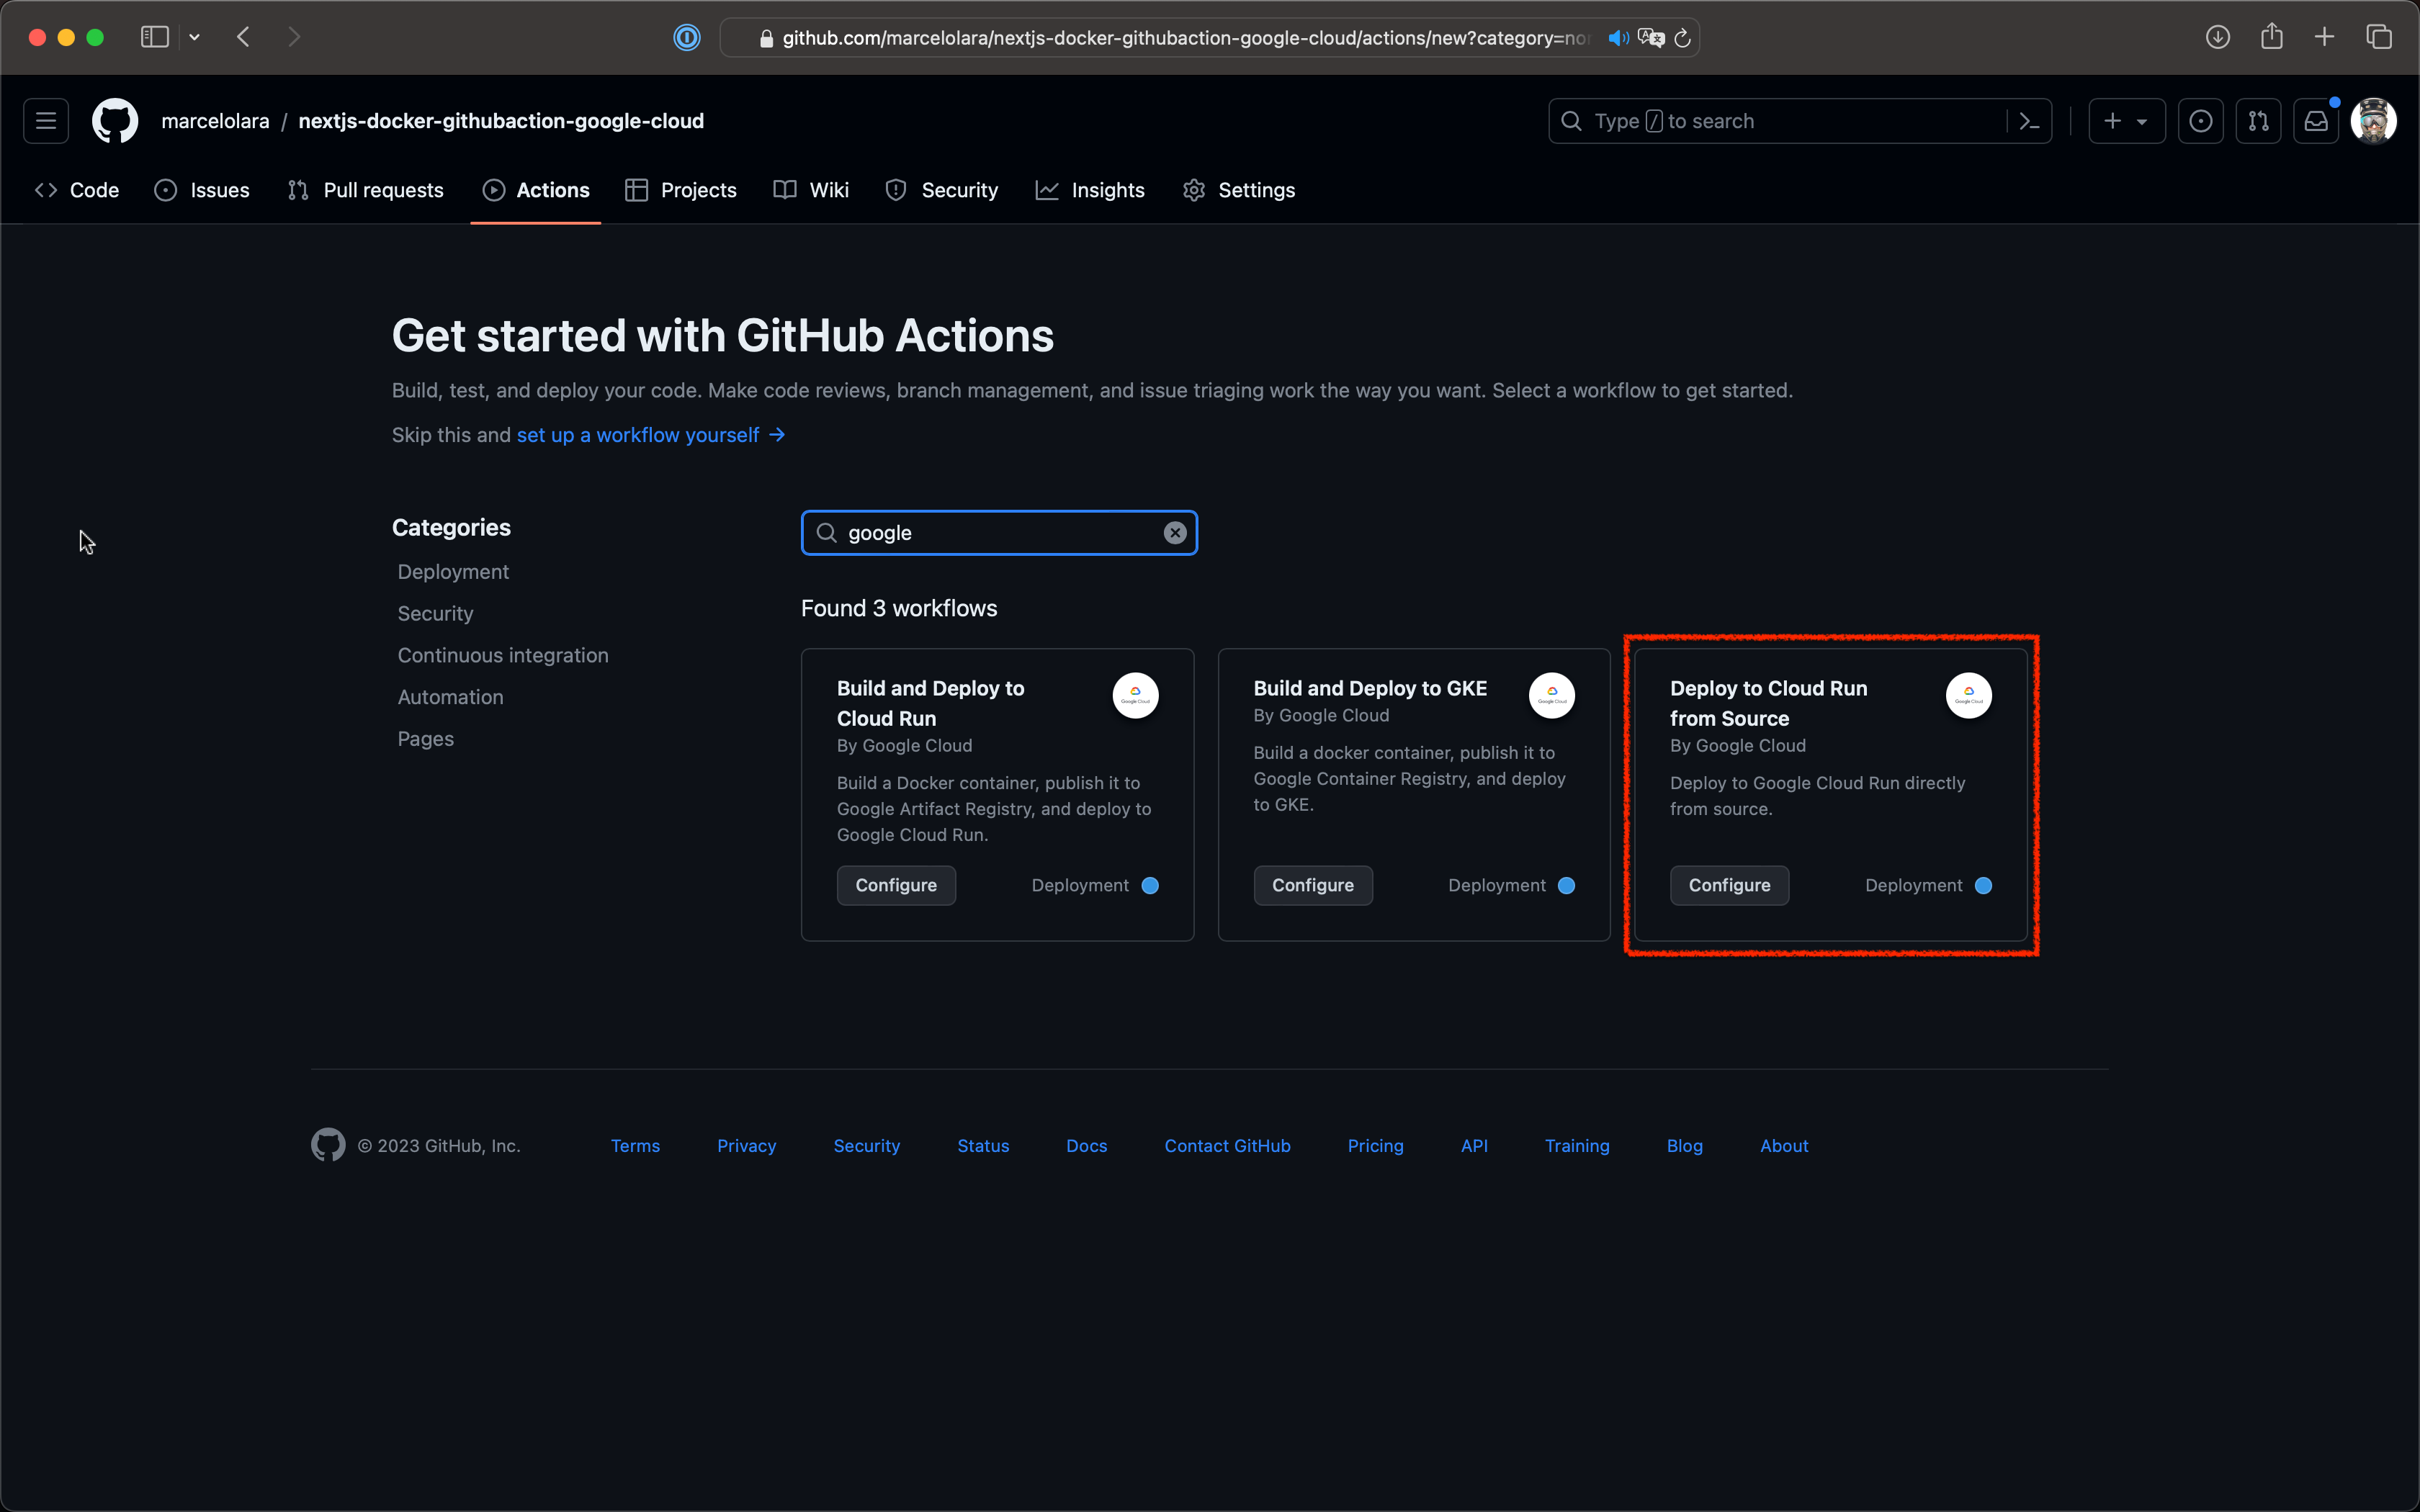 github.com/marcelolara/nextjs-docker-githubaction-google-cloud/actions/new?category=no
marcelolara / nextjs-docker-githubaction-google-cloud
Type / to search
Code
Issues
Pull requests
Actions
Projects
Wiki
Security
Insights
Settings
Get started with GitHub Actions
Build, test, and deploy your code. Make code reviews, branch management, and issue triaging work the way you want. Select a workflow to get started.
Skip this and set up a workflow yourself →
Categories
Deployment
Security
Continuous integration
Automation
Pages
google
Found 3 workflows
Build and Deploy to
Cloud Run
By Google Cloud
Build a Docker container, publish it to
Google Artifact Registry, and deploy to
Google Cloud Run.
Configure
Deployment
Google Cloud
Build and Deploy to GKE
By Google Cloud
Build a docker container, publish it to
Google Container Registry, and deploy
to GKE.
Configure
Deployment
Google Cloud
Deploy to Cloud Run
from Source
By Google Cloud
Deploy to Google Cloud Run directly
from source.
Configure
Deployment
Google Cloud
© 2023 GitHub, Inc.
Terms
Privacy
Security
Status
Docs
Contact GitHub
Pricing
API
Training
Blog
About